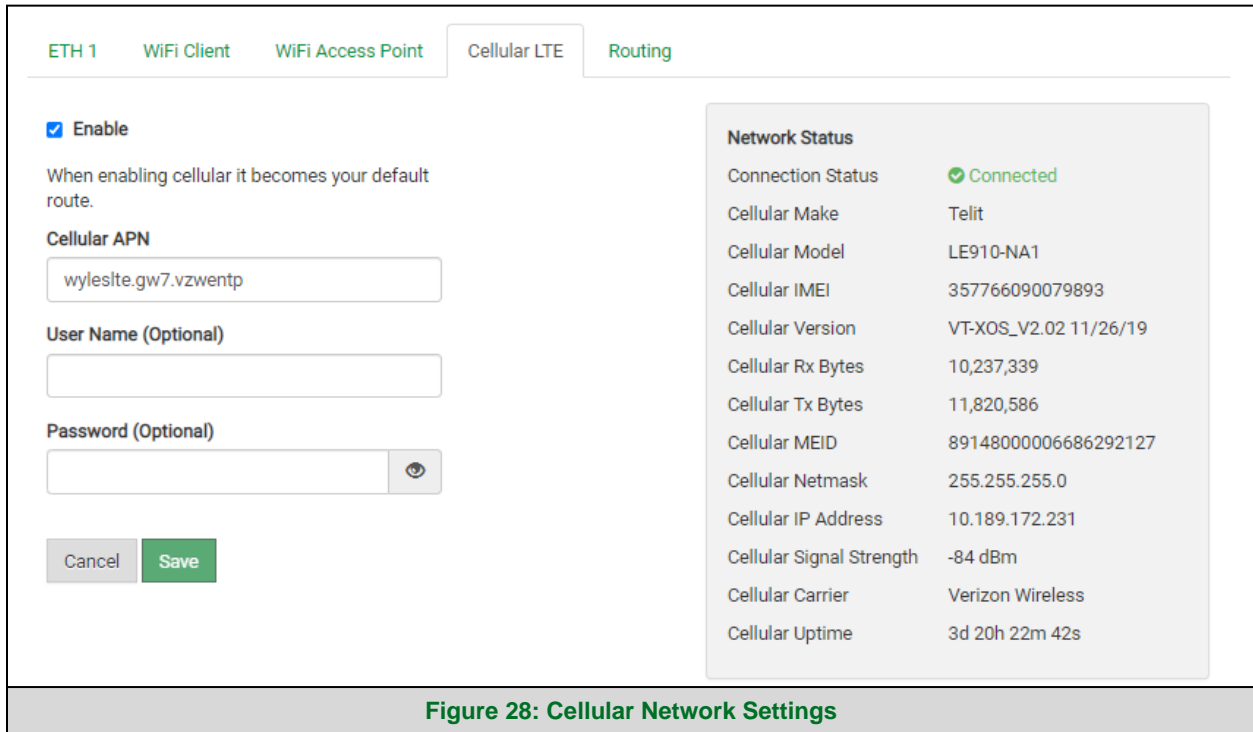 ETH 1 WiFi Client WiFi Access Point Cellular LTE Routing
Enable
When enabling cellular it becomes your default
route.
Cellular APN
wyleslte.gw7.vzwentp
User Name (Optional)
Password (Optional)
Cancel Save
Network Status
Connection Status Connected
Cellular Make Telit
Cellular Model LE910-NA1
Cellular IMEI 357766090079893
Cellular Version VT-XOS_V2.02 11/26/19
Cellular Rx Bytes 10,237,339
Cellular Tx Bytes 11,820,586
Cellular MEID 89148000006686292127
Cellular Netmask 255.255.255.0
Cellular IP Address 10.189.172.231
Cellular Signal Strength -84 dBm
Cellular Carrier Verizon Wireless
Cellular Uptime 3d 20h 22m 42s
Figure 28: Cellular Network Settings